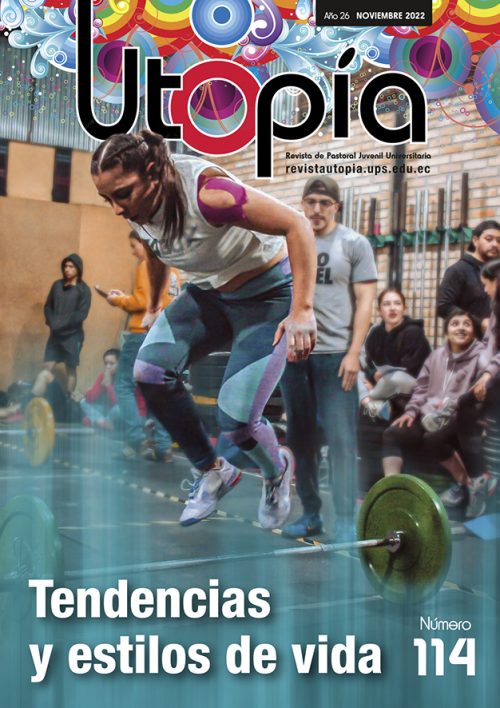 Año 26 NOVIEMBRE 2022
Utopía
Revista de Pastoral Juvenil Universitaria
revistautopia.ups.edu.ec
Tendencias
y estilos de vida
Número
114